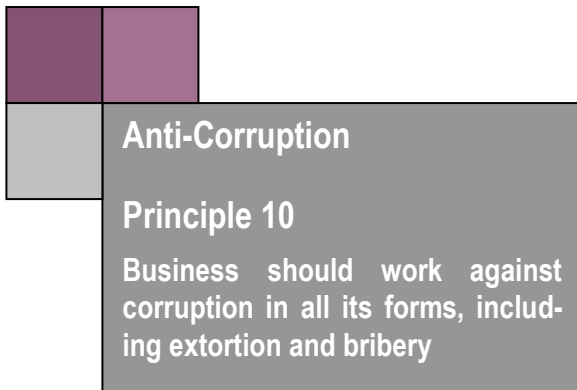 Anti-Corruption
Principle 10
Business should work against
corruption in all its forms, includ-
ing extortion and bribery